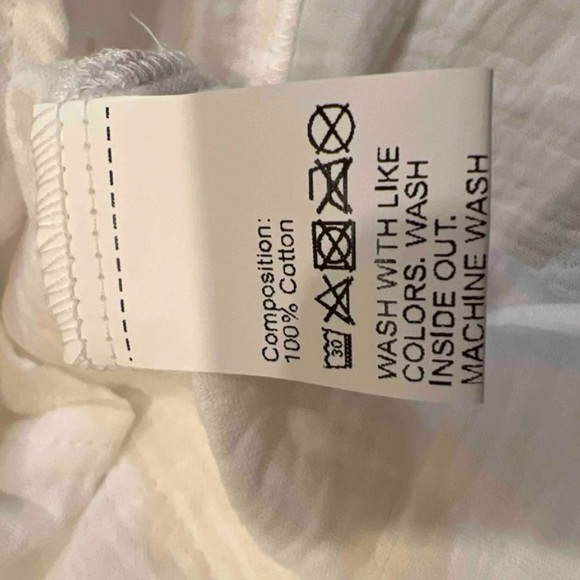 Composition:
100% Cotton
30
WASH WITH LIKE
COLORS. WASH
INSIDE OUT.
MACHINE WASH